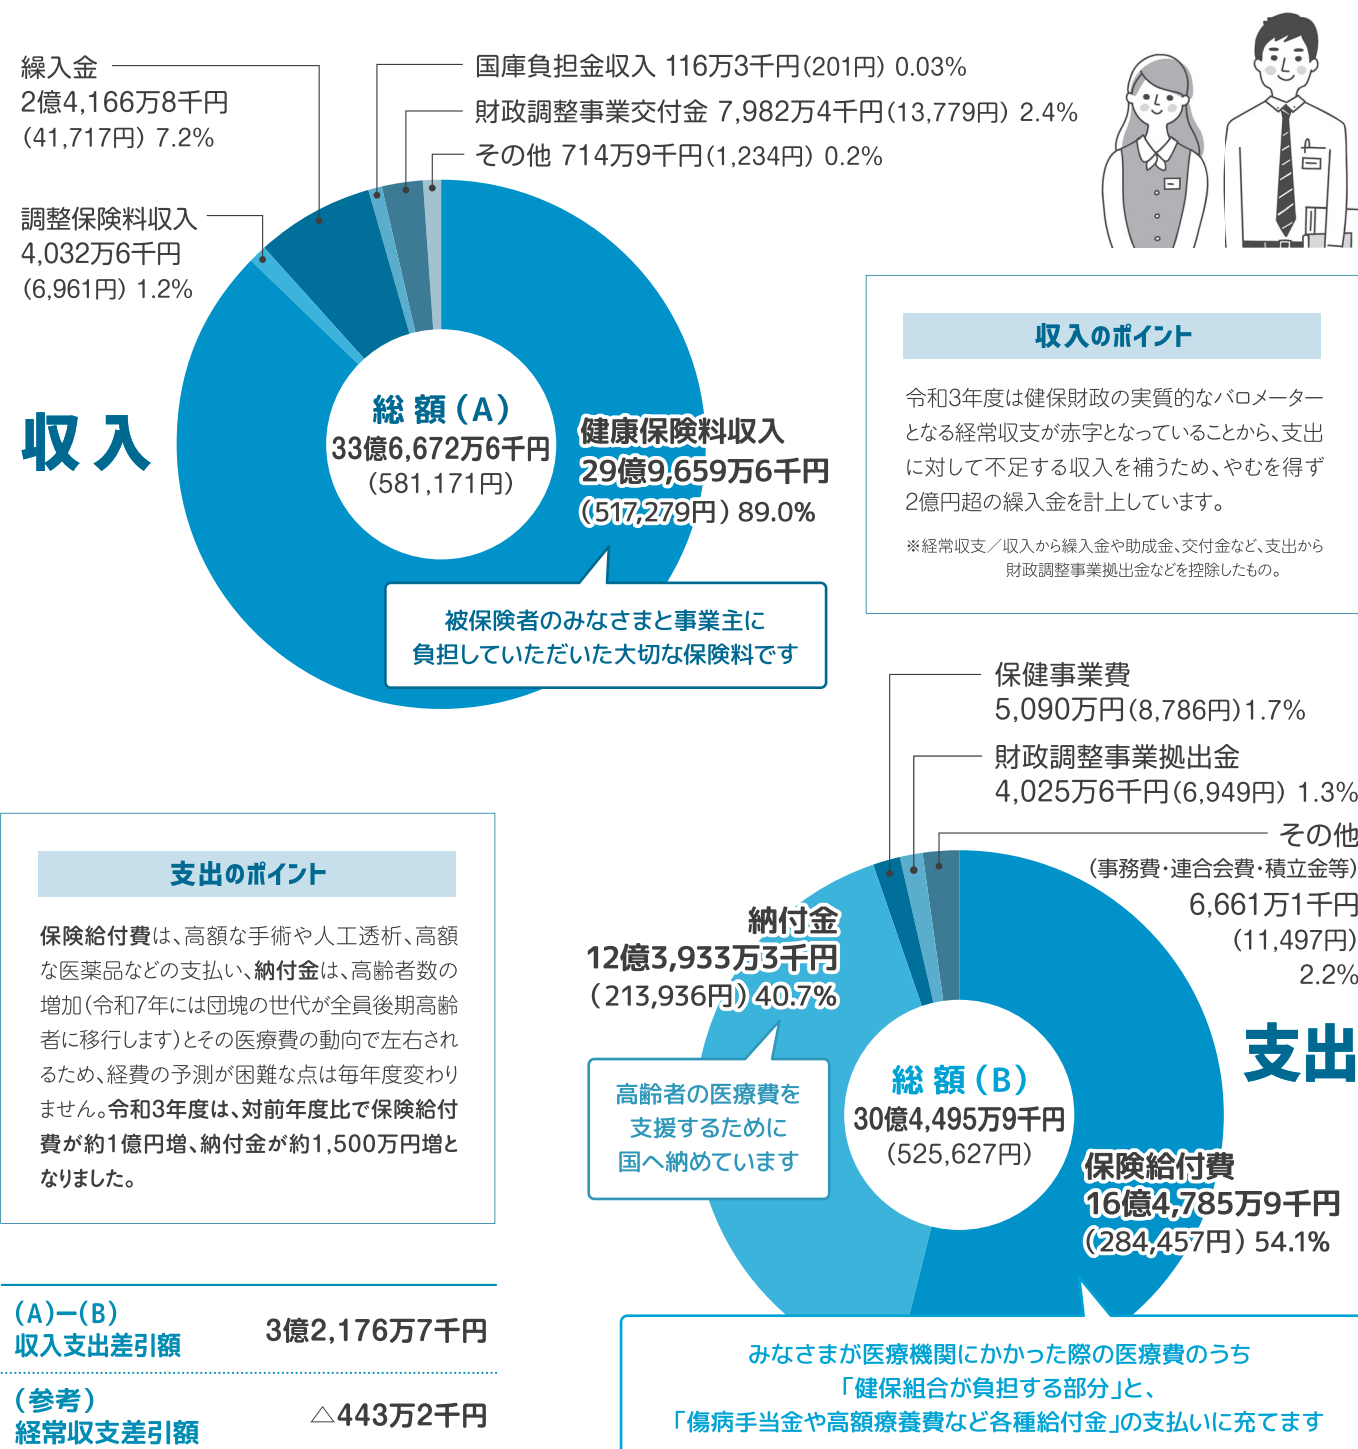 繰入金
2億4,166万8千円
(41,717円) 7.2%
調整保険料収入
4,032万6千円
(6,961円) 1.2%
国庫負担金収入 116万3千円(201円) 0.03%
財政調整事業交付金 7,982万4千円(13,779円) 2.4%
その他 714万9千円(1,234円) 0.2%
収入
総額(A)
33億6,672万6千円
(581,171円)
健康保険料収入
29億9,659万6千円
(517,279円) 89.0%
被保険者のみなさまと事業主に
負担していただいた大切な保険料です
収入のポイント
令和3年度は健保財政の実質的なバロメーター
となる経常収支が赤字となっていることから、支出
に対して不足する収入を補うため、やむを得ず
2億円超の繰入金を計上しています。
※経常収支／収入から繰入金や助成金、交付金など、支出から
財政調整事業拠出金などを控除したもの。
保健事業費
5,090万円(8,786円)1.7%
財政調整事業拠出金
4,025万6千円(6,949円) 1.3%
その他
(事務費・連合会費・積立金等)
6,661万1千円
(11,497円)
2.2%
支出
納付金
12億3,933万3千円
(213,936円) 40.7%
高齢者の医療費を
支援するために
国へ納めています
総額(B)
30億4,495万9千円
(525,627円)
保険給付費
16億4,785万9千円
(284,457円) 54.1%
みなさまが医療機関にかかった際の医療費のうち
「健保組合が負担する部分」と、
「傷病手当金や高額療養費など各種給付金」の支払いに充てます
支出のポイント
保険給付費は、高額な手術や人工透析、高額
な医薬品などの支払い、納付金は、高齢者数の
増加(令和7年には団塊の世代が全員後期高齢
者に移行します)とその医療費の動向で左右され
るため、経費の予測が困難な点は毎年度変わり
ません。令和3年度は、対前年度比で保険給付
費が約1億円増、納付金が約1,500万円増と
なりました。
(A)ー(B)
収入支出差引額 3億2,176万7千円
(参考)
経常収支差引額 △443万2千円